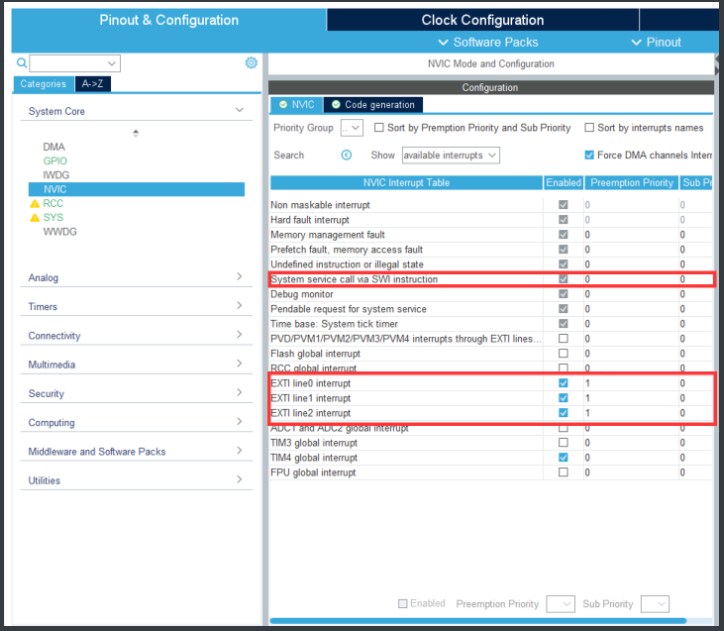 Pinout & Configuration
Clock Configuration
Software Packs
Pinout
NVIC Mode and Configuration
Categories
A->Z
System Core
DMA
GPIO
IWDG
NVIC
RCC
SYS
WWDG
Analog
Timers
Connectivity
Multimedia
Security
Computing
Middleware and Software Packs
Utilities
Configuration
NVIC
Code generation
Priority Group ..
Sort by Premption Priority and Sub Priority
Sort by interrupts names
Search
Show available interrupts
Force DMA channels Interr
NVIC Interrupt Table Enabled Preemption Priority Sub Pr
Non maskable interrupt 0 0
Hard fault interrupt 0 0
Memory management fault 0 0
Prefetch fault, memory access fault 0 0
Undefined instruction or illegal state 0 0
System service call via SWI instruction 0 0
Debug monitor 0 0
Pendable request for system service 0 0
Time base: System tick timer 0 0
PVD/PVM1/PVM2/PVM3/PVM4 interrupts through EXTI lines... 0 0
Flash global interrupt 0 0
RCC global interrupt 0 0
EXTI line0 interrupt 1 0
EXTI line1 interrupt 1 0
EXTI line2 interrupt 1 0
ADC1 and ADC2 global interrupt 0 0
TIM3 global interrupt 0 0
TIM4 global interrupt 0 0
FPU global interrupt 0 0
Enabled Preemption Priority Sub Priority